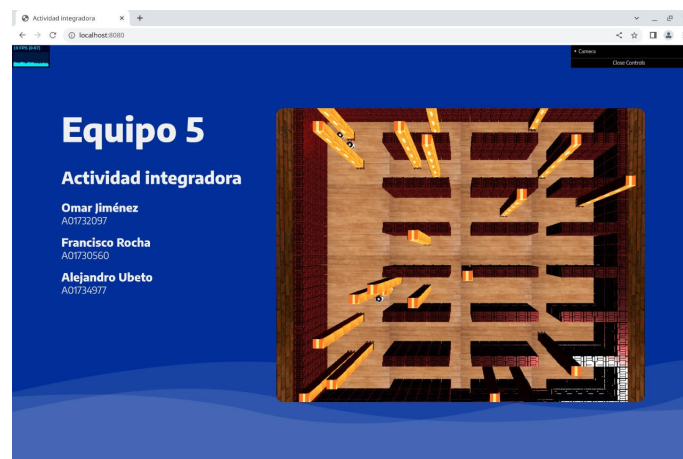 Actividad integradora
localhost:8080
Camera
Close Controls
Equipo 5
Actividad integradora
Omar Jiménez
A01732097
Francisco Rocha
A01730560
Alejandro Ubeto
A01734977